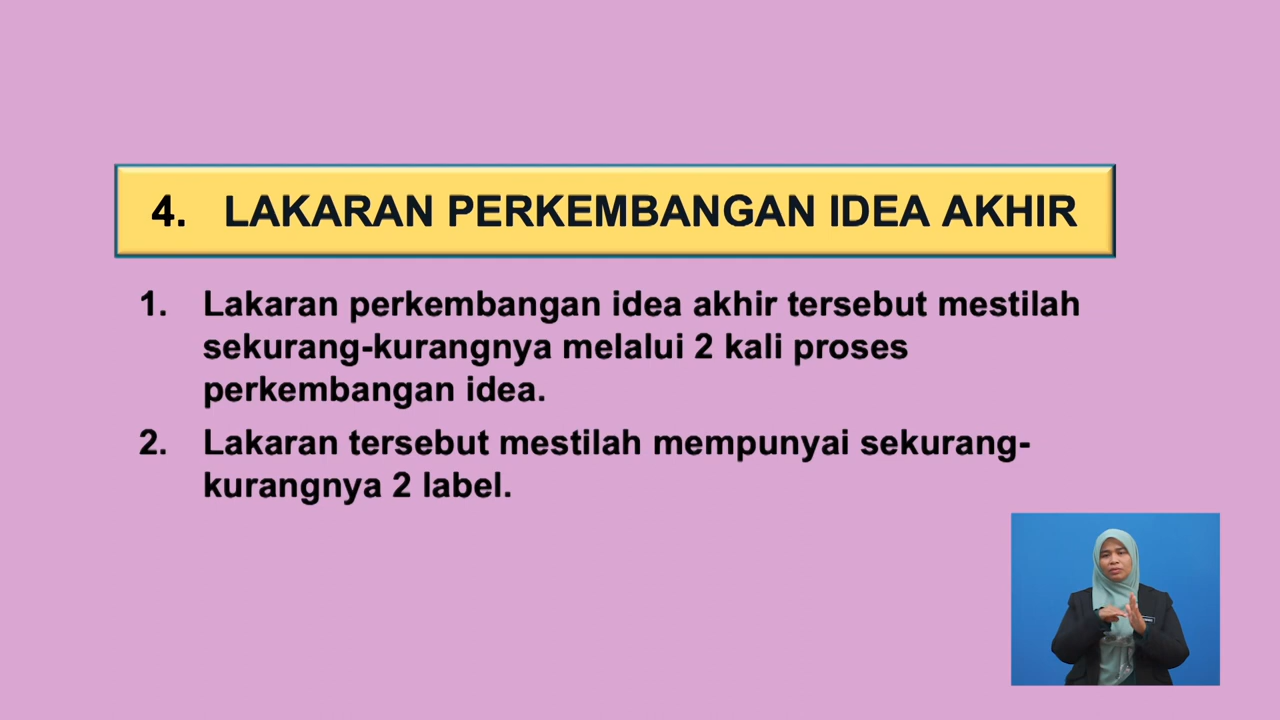 4. LAKARAN PERKEMBANGAN IDEA AKHIR
1. Lakaran perkembangan idea akhir tersebut mestilah
sekurang-kurangnya melalui 2 kali proses
perkembangan idea.
2. Lakaran tersebut mestilah mempunyai sekurang-
kurangnya 2 label.